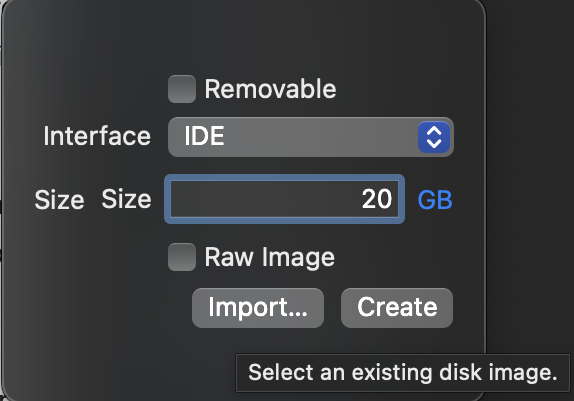 Removable
Interface IDE
Size Size 20 GB
Raw Image
Import... Create
Select an existing disk image.